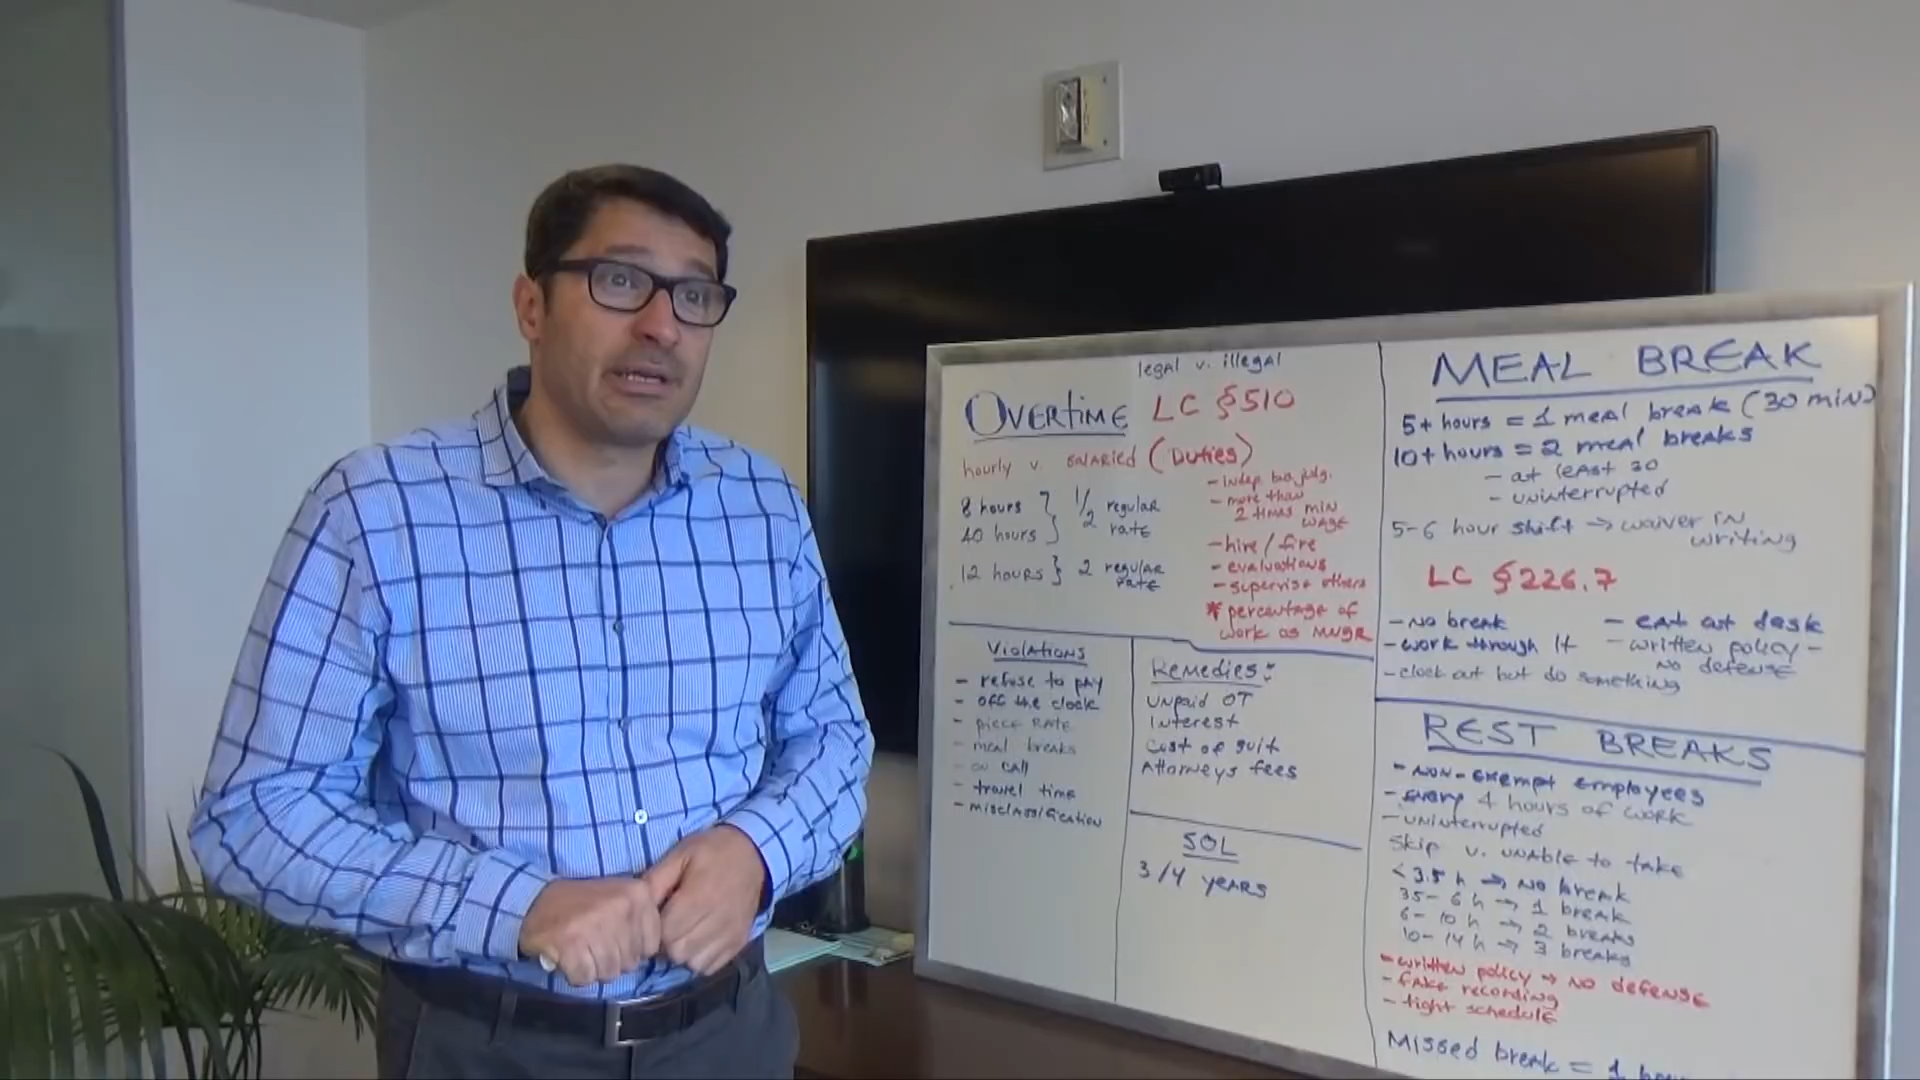 legal v. illegal
OVERTIME LC §510
hourly v. SALARIED (DUTIES)
8 hours } 1/2 regular
40 hours } rate
12 hours } 2 regular
rate
- indep. bus. judg.
- more than
2 times MIN
WAGE
- hire / fire
- evaluations
- supervise others
* percentage of
work as MNGR
VIOLATIONS
- refuse to pay
- off the clock
- piece RATE
- meal breaks
- on call
- travel time
- misclassification
Remedies:
UNPAID OT
Interest
Cost of suit
Attorneys fees
SOL
3/4 YEARS
MEAL BREAK
5+ hours = 1 meal break (30 MIN)
10+ hours = 2 meal breaks
- at least 30
- UNINTERRUPTED
5-6 hour shift → waiver IN
writing
LC §226.7
- NO break
- work through It
- clock out but do something
- eat at desk
- written policy -
NO defense
REST BREAKS
- NON-exempt employees
- every 4 hours of work
- UNINTERRUPTED
Skip v. UNABLE to take
< 3.5 h → NO break
3.5- 6 h → 1 break
6- 10 h → 2 breaks
10- 14 h → 3 breaks
- written policy → NO defense
- fake recording
- tight schedule
Missed break = 1